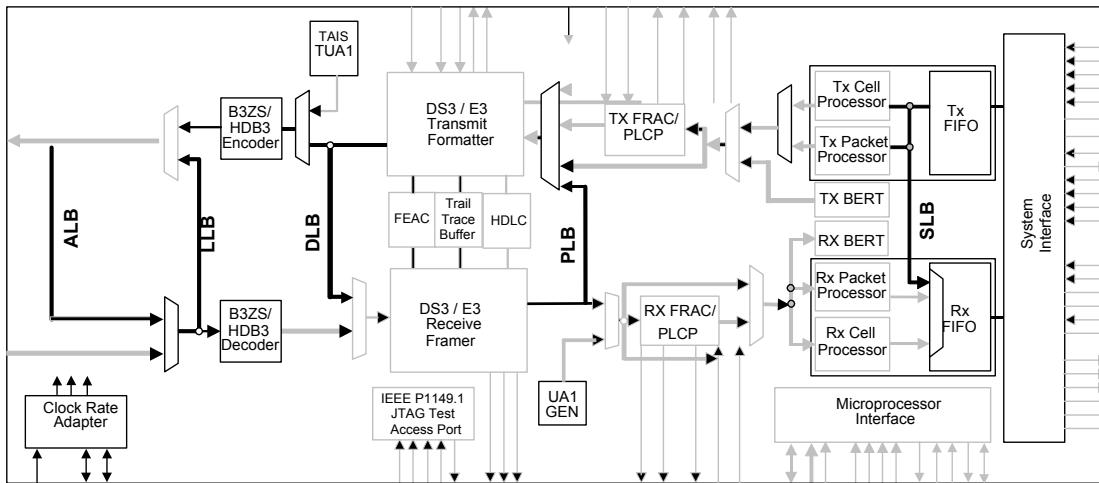 TAIS
TUA1
B3ZS/
HDB3
Encoder
DS3 / E3
Transmit
Formatter
TX FRAC/
PLCP
Tx Cell
Processor
Tx Packet
Processor
Tx
FIFO
TX BERT
RX BERT
FEAC
Trail
Trace
Buffer
HDLC
ALB
LLB
DLB
PLB
SLB
System
Interface
B3ZS/
HDB3
Decoder
DS3 / E3
Receive
Framer
RX FRAC/
PLCP
Rx Packet
Processor
Rx Cell
Processor
Rx
FIFO
UA1
GEN
Clock Rate
Adapter
IEEE P1149.1
JTAG Test
Access Port
Microprocessor
Interface